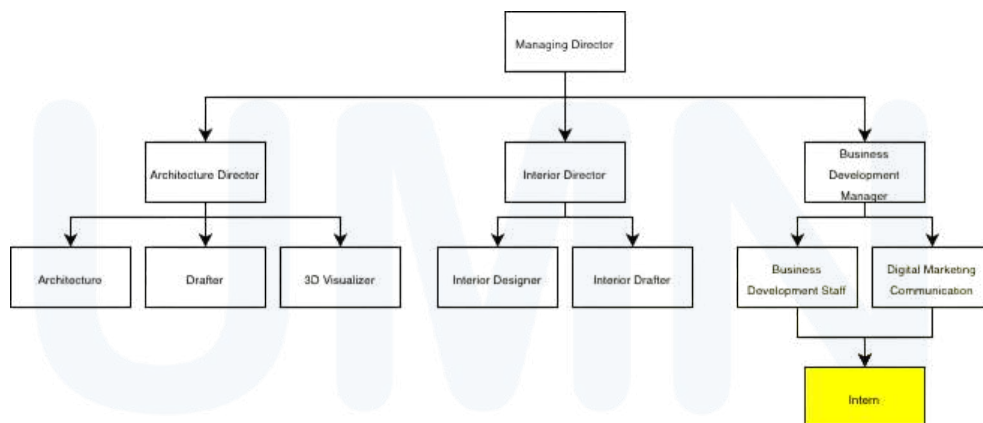 Managing Director
Architecture Director
Interior Director
Business
Development
Manager
Architecture
Drafter
3D Visualizer
Interior Designer
Interior Drafter
Business
Development Staff
Digital Marketing
Communication
Intern
UMN